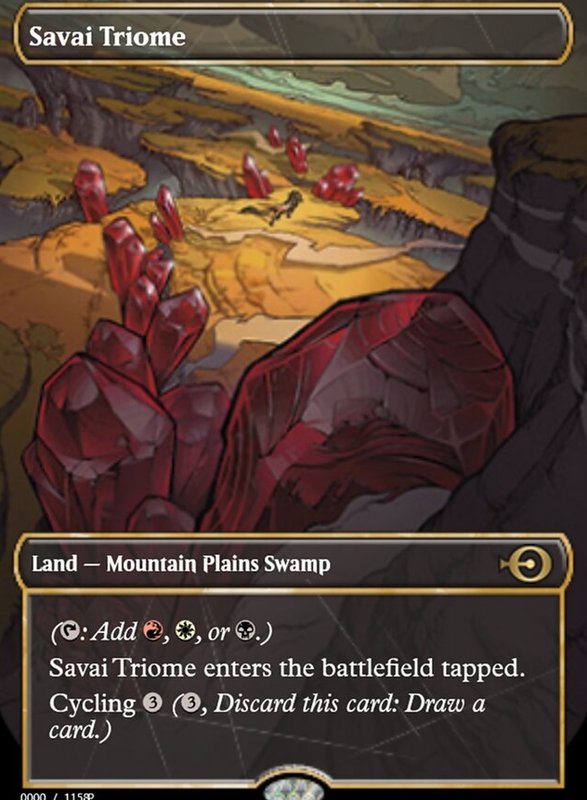 Savai Triome
Land — Mountain Plains Swamp
(: Add , , or .)
Savai Triome enters the battlefield tapped.
Cycling 3 (3, Discard this card: Draw a
card.)
0000 / 1158P